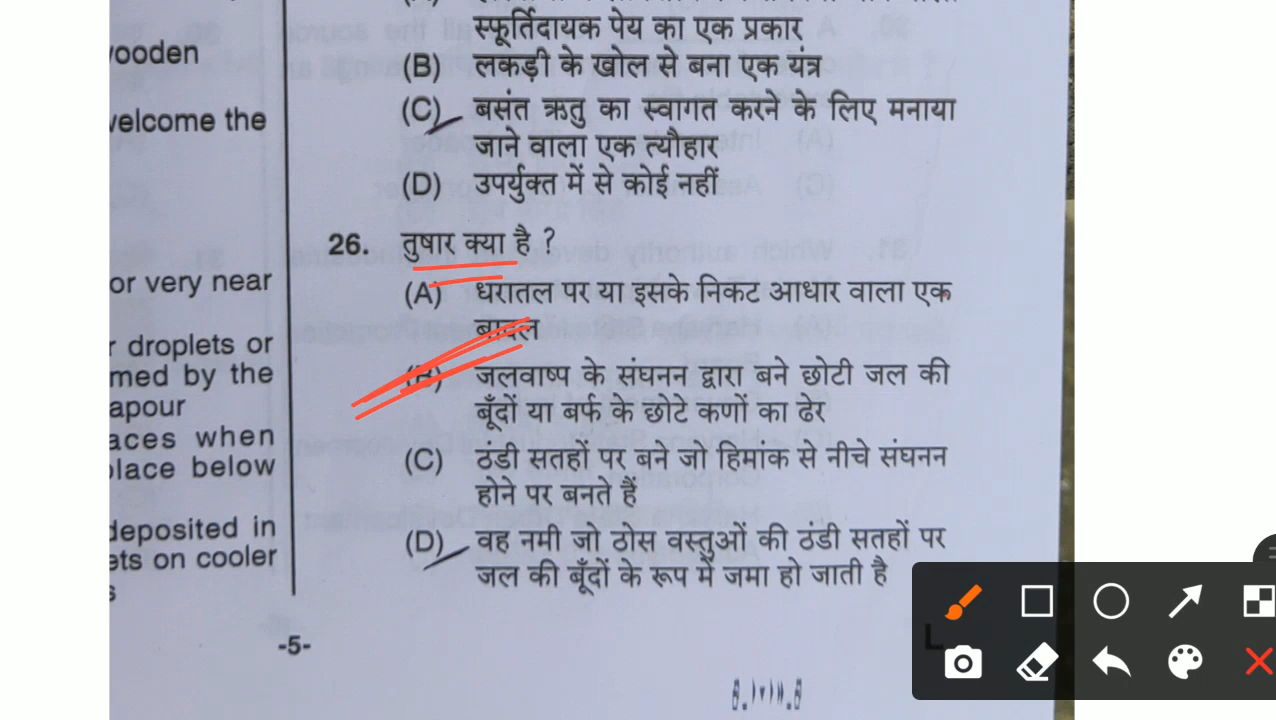 ooden
स्फूर्तिदायक पेय का एक प्रकार
(B) लकड़ी के खोल से बना एक यंत्र
velcome the
(C) बसंत ऋतु का स्वागत करने के लिए मनाया
जाने वाला एक त्यौहार
(D) उपर्युक्त में से कोई नहीं
26. तुषार क्या है ?
or very near
(A) धरातल पर या इसके निकट आधार वाला एक
बादल
r droplets or
med by the
apour
(B) जलवाष्प के संघनन द्वारा बने छोटी जल की
बूँदों या बर्फ के छोटे कणों का ढेर
aces when
place below
(C) ठंडी सतहों पर बने जो हिमांक से नीचे संघनन
होने पर बनते हैं
deposited in
ets on cooler
s
(D) वह नमी जो ठोस वस्तुओं की ठंडी सतहों पर
जल की बूँदों के रूप में जमा हो जाती है
-5-